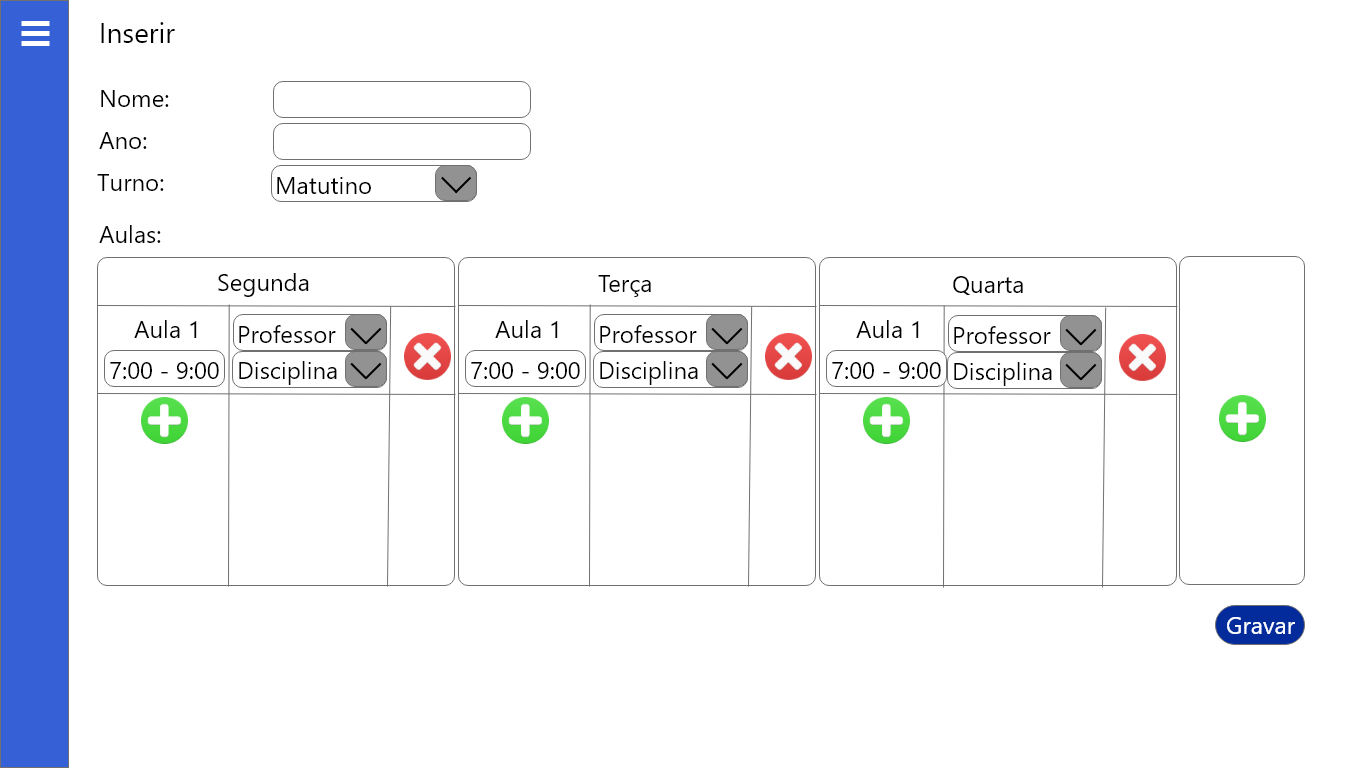 Inserir
Nome:
Ano:
Turno:
Matutino
Aulas:
Segunda
Terça
Quarta
Aula 1
Professor
7:00 - 9:00
Disciplina
Aula 1
Professor
7:00 - 9:00
Disciplina
Aula 1
Professor
7:00 - 9:00
Disciplina
Gravar